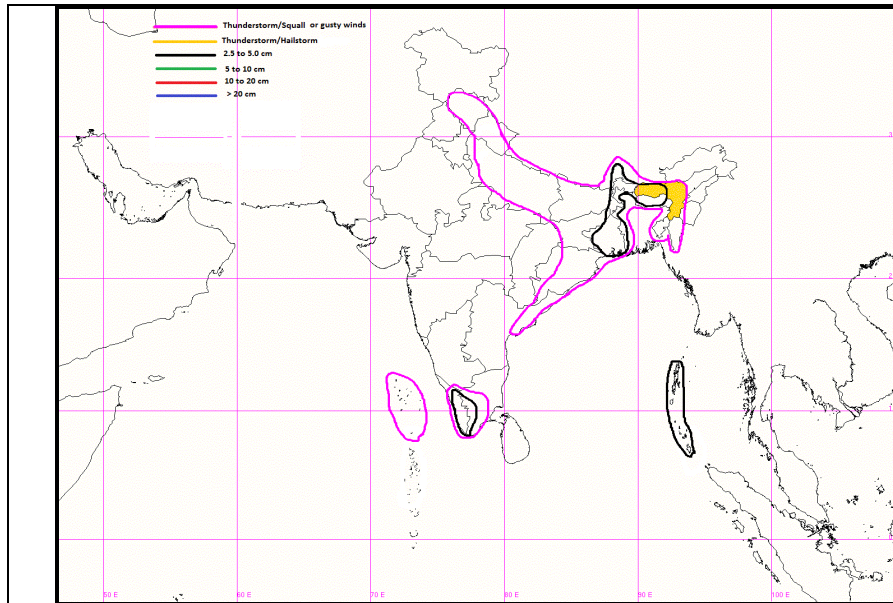 Thunderstorm/Squall or gusty winds
Thunderstorm/Hailstorm
2.5 to 5.0 cm
5 to 10 cm
10 to 20 cm
> 20 cm
50 E
60 E
70 E
80 E
90 E
100 E